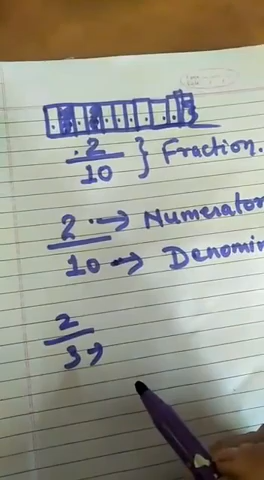 .2/10 } Fraction.
2 → Numerator
10 → Denomin
2/3 →